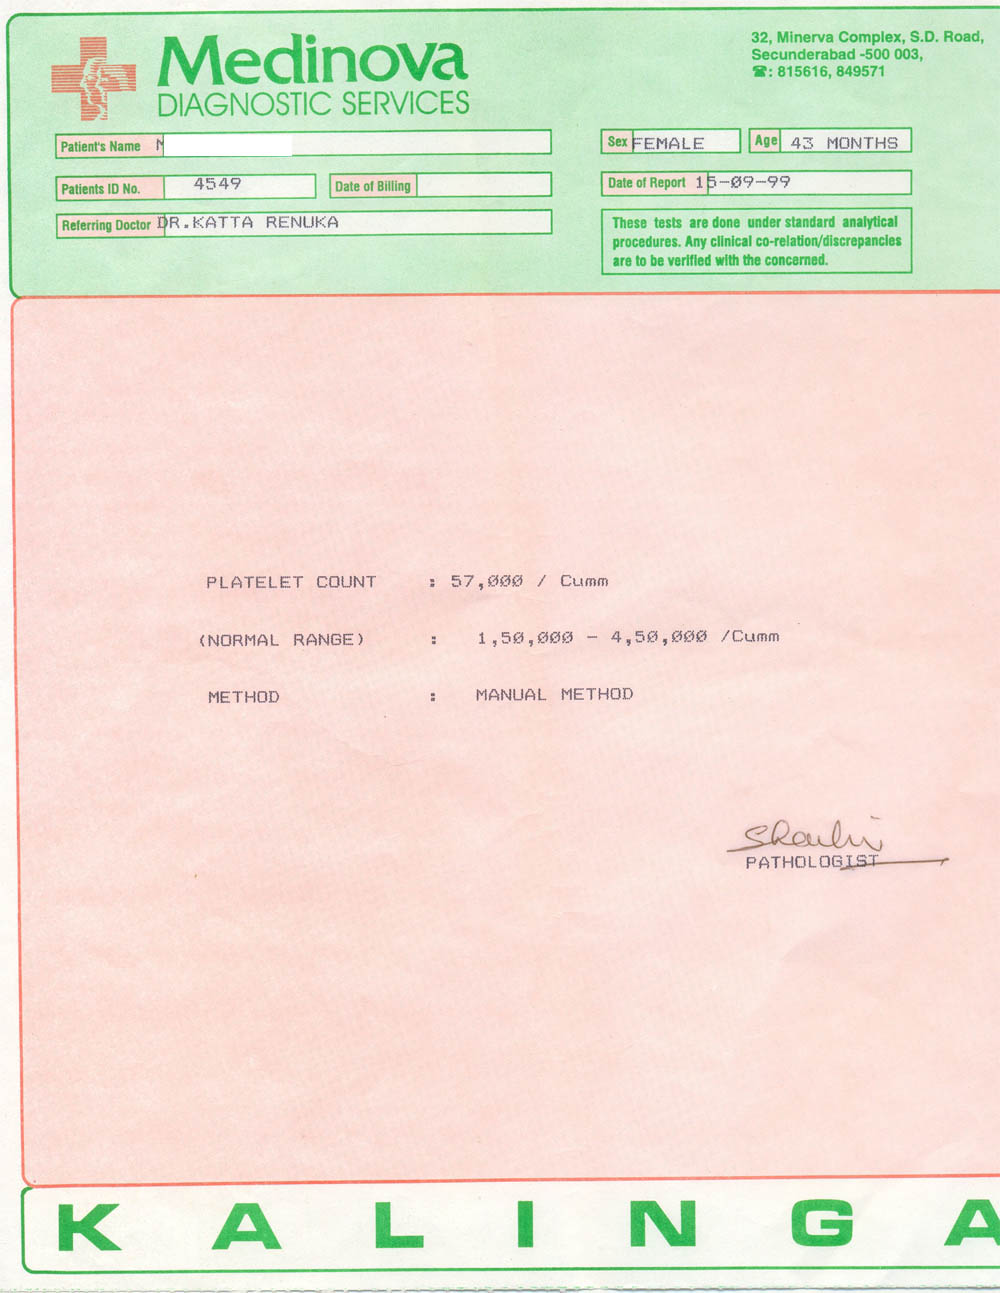 Medinova
DIAGNOSTIC SERVICES
32, Minerva Complex, S.D. Road,
Secunderabad -500 003,
☎: 815616, 849571
Patient's Name M
Sex FEMALE
Age 43 MONTHS
Patients ID No. 4549
Date of Billing
Date of Report 15-09-99
Referring Doctor DR.KATTA RENUKA
These tests are done under standard analytical
procedures. Any clinical co-relation/discrepancies
are to be verified with the concerned.
PLATELET COUNT : 57,000 / Cumm
(NORMAL RANGE) : 1,50,000 - 4,50,000 /Cumm
METHOD : MANUAL METHOD
PATHOLOGIST
KALINGA